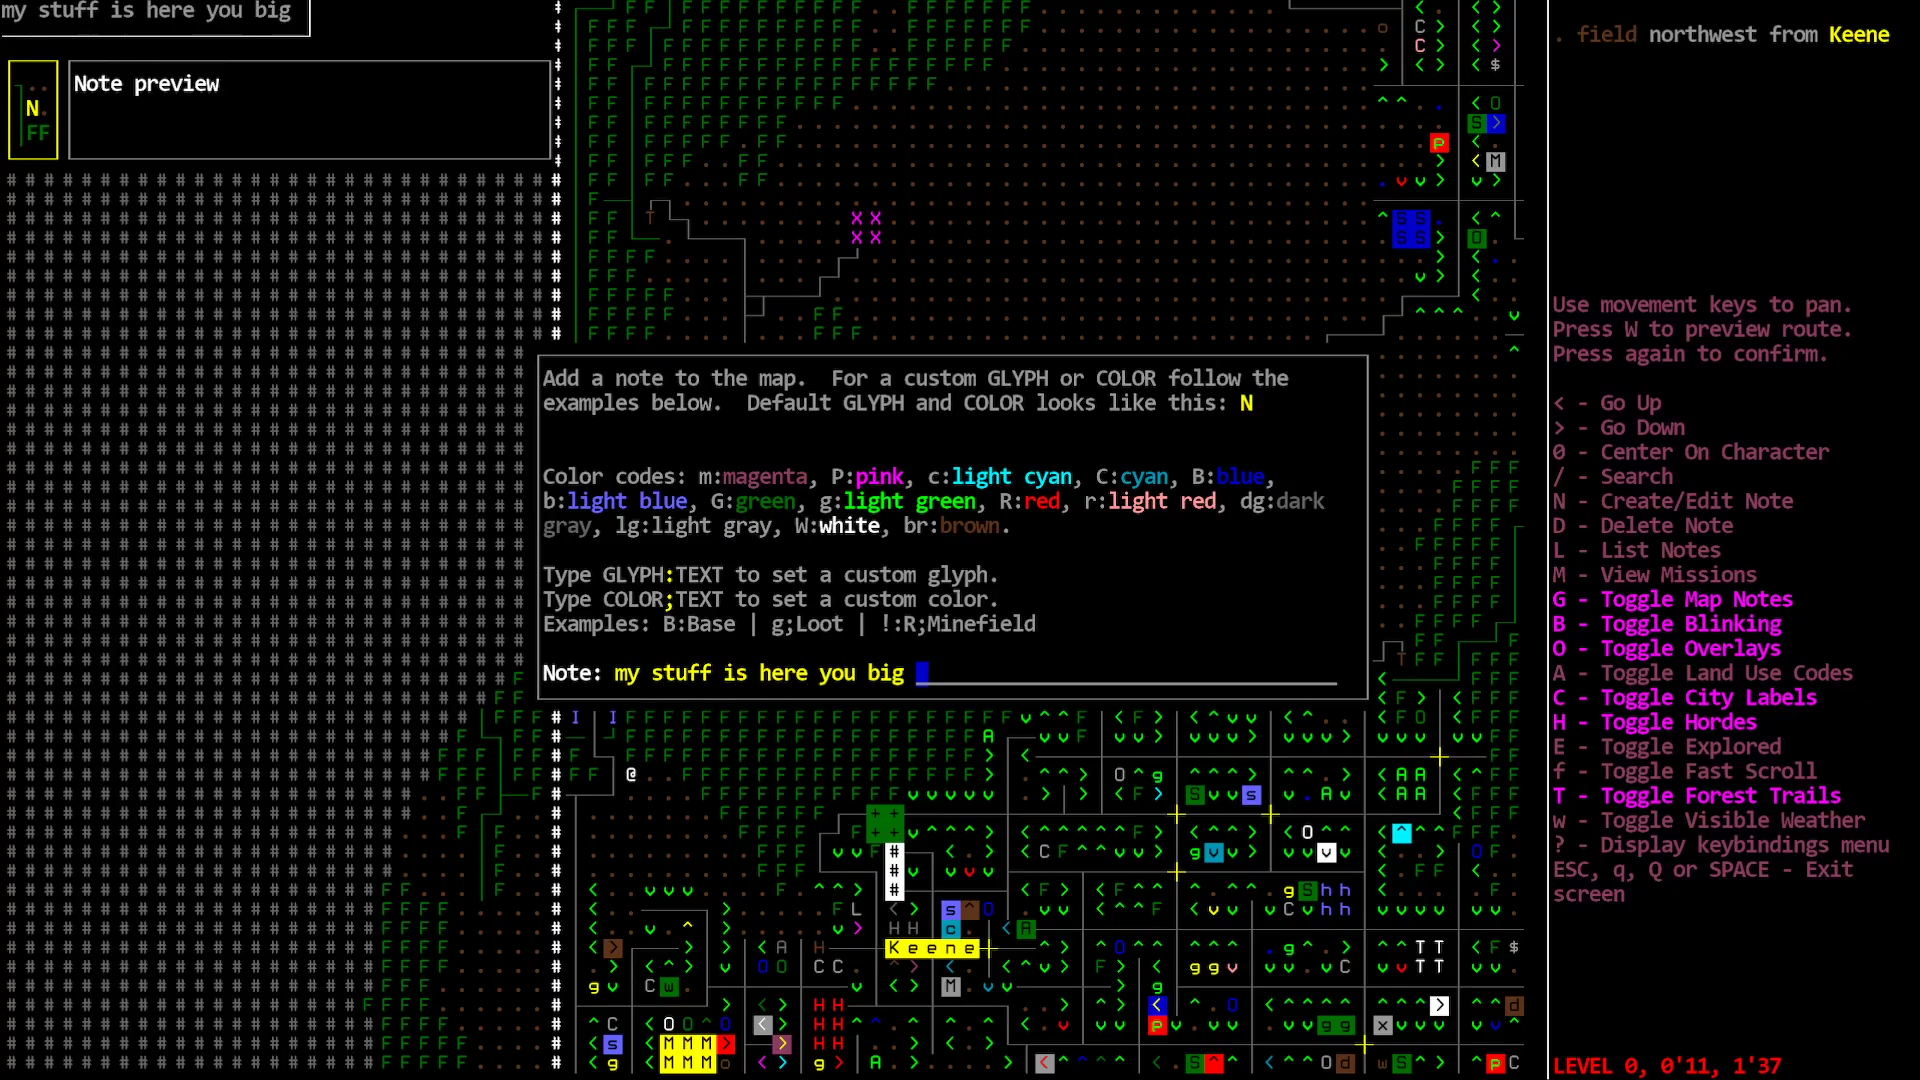 my stuff is here you big
. field northwest from Keene
Note preview
N.
FF
Add a note to the map.  For a custom GLYPH or COLOR follow the
examples below.  Default GLYPH and COLOR looks like this: N
Color codes: m:magenta, P:pink, c:light cyan, C:cyan, B:blue,
b:light blue, G:green, g:light green, R:red, r:light red, dg:dark
gray, lg:light gray, W:white, br:brown.
Type GLYPH:TEXT to set a custom glyph.
Type COLOR;TEXT to set a custom color.
Examples: B:Base | g;Loot | !:R;Minefield
Note: my stuff is here you big
Keene
Use movement keys to pan.
Press W to preview route.
Press again to confirm.
< - Go Up
> - Go Down
0 - Center On Character
/ - Search
N - Create/Edit Note
D - Delete Note
L - List Notes
M - View Missions
G - Toggle Map Notes
B - Toggle Blinking
O - Toggle Overlays
A - Toggle Land Use Codes
C - Toggle City Labels
H - Toggle Hordes
E - Toggle Explored
f - Toggle Fast Scroll
T - Toggle Forest Trails
w - Toggle Visible Weather
? - Display keybindings menu
ESC, q, Q or SPACE - Exit
screen
LEVEL 0, 0'11, 1'37